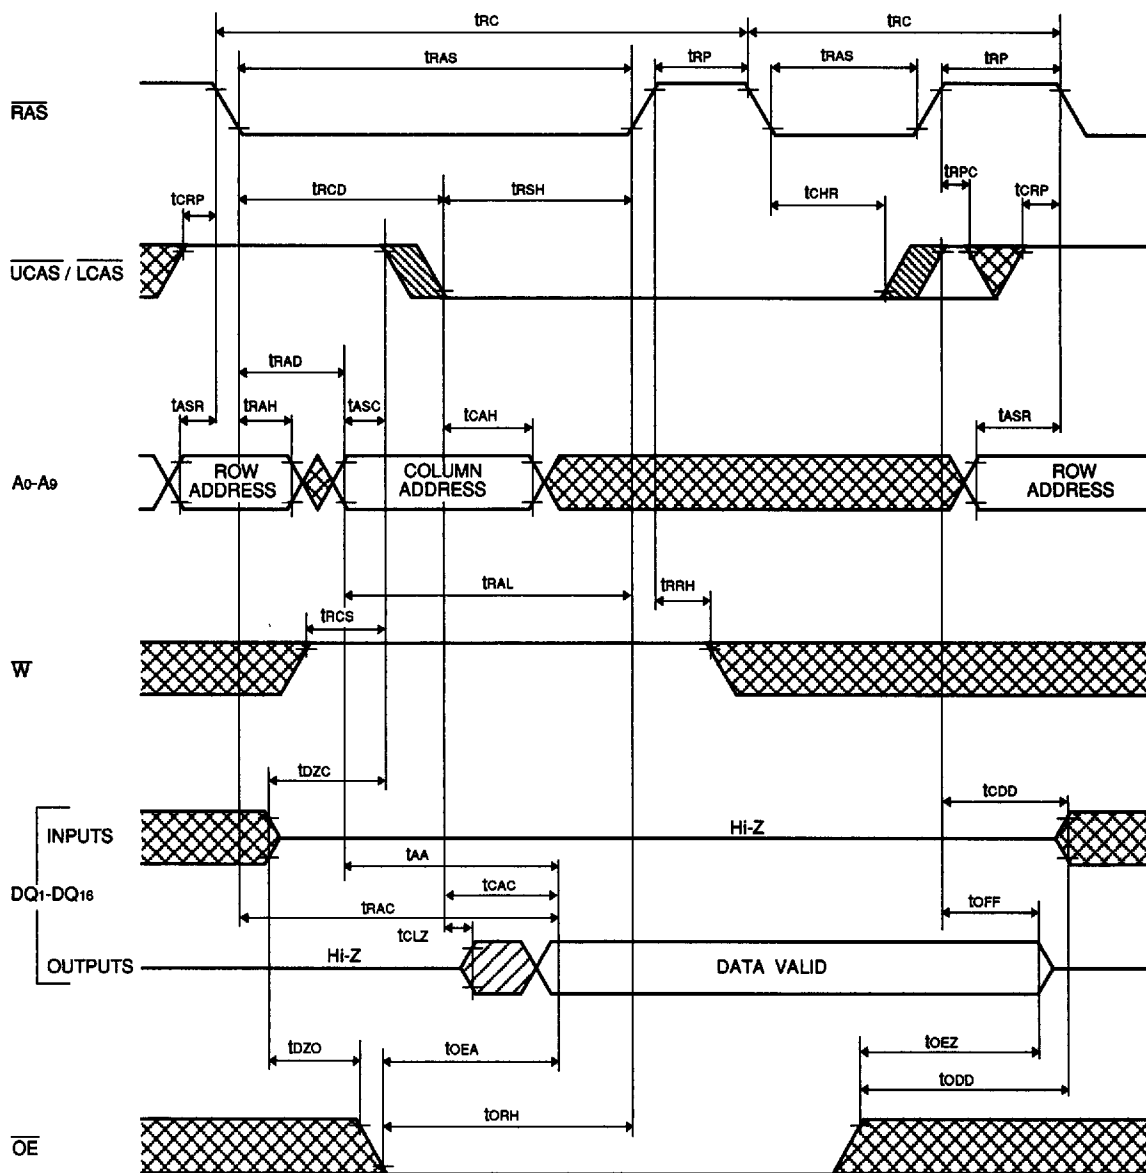 tRC tRC
tRAS tRP tRAS tRP
RAS
tRPC
tRCD tRSH tCHR tCRP
tCRP
UCAS / LCAS
tRAD
tASR tRAH tASC tCAH tASR
A0-A9 ROW ADDRESS COLUMN ADDRESS ROW ADDRESS
tRAL tRRH
tRCS
W
tDZC tCDD
INPUTS Hi-Z
tAA
tCAC
DQ1-DQ16
tRAC tOFF
tCLZ
OUTPUTS Hi-Z DATA VALID
tDZO tOEA tOEZ
tODD
tORH
OE